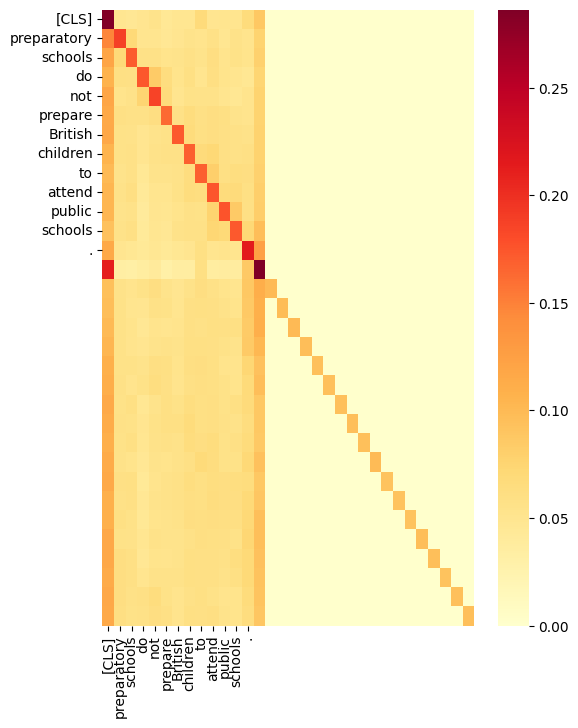 [CLS]
preparatory
schools
do
not
prepare
British
children
to
attend
public
schools
.
[CLS]
preparatory
schools
do
not
prepare
British
children
to
attend
public
schools
.
0.25
0.20
0.15
0.10
0.05
0.00